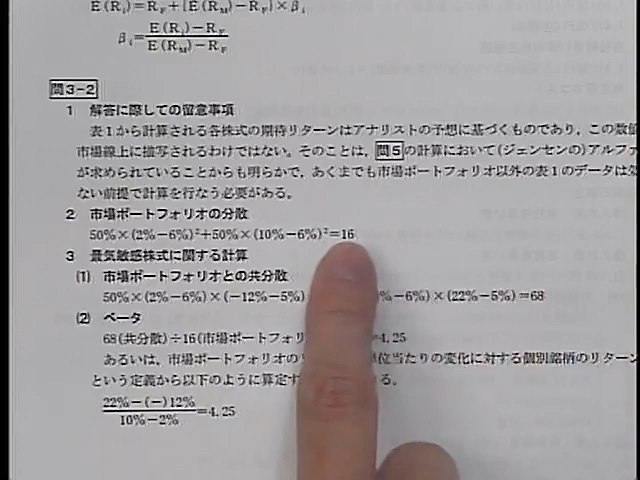 E(Ri)=RF+{E(RM)-RF}×βi
βi=E(Ri)-RF/E(RM)-RF
問3-2
1 解答に際しての留意事項
表1から計算される各株式の期待リターンはアナリストの予想に基づくものであり，この数値
市場線上に描写されるわけではない。そのことは，問5の計算において(ジェンセンの)アルファ
が求められていることからも明らかで，あくまでも市場ポートフォリオ以外の表1のデータは効
ない前提で計算を行なう必要がある。
2 市場ポートフォリオの分散
50%×(2%-6%)²+50%×(10%-6%)²=16
3 景気敏感株式に関する計算
(1) 市場ポートフォリオとの共分散
50%×(2%-6%)×(-12%-5%) %-6%)×(22%-5%)=68
(2) ベータ
68(共分散)÷16(市場ポートフォリオの =4.25
あるいは，市場ポートフォリオの 単位当たりの変化に対する個別銘柄のリターン
という定義から以下のように算定す る。
22%-(-)12%/10%-2%=4.25